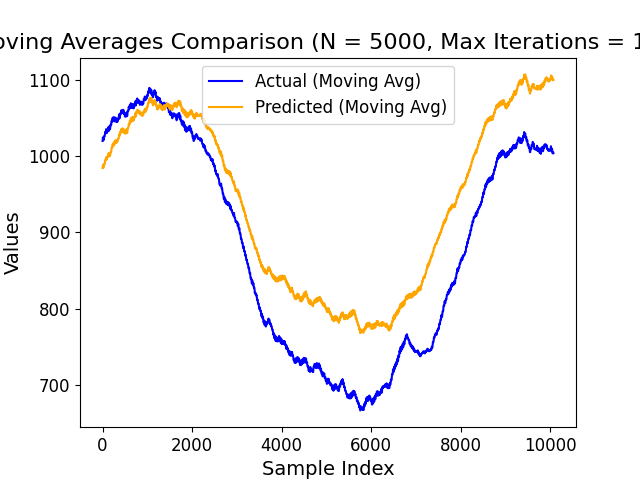 oving Averages Comparison (N = 5000, Max Iterations = 1
Actual (Moving Avg)
Predicted (Moving Avg)
1100
1000
900
800
700
Values
0 2000 4000 6000 8000 10000
Sample Index